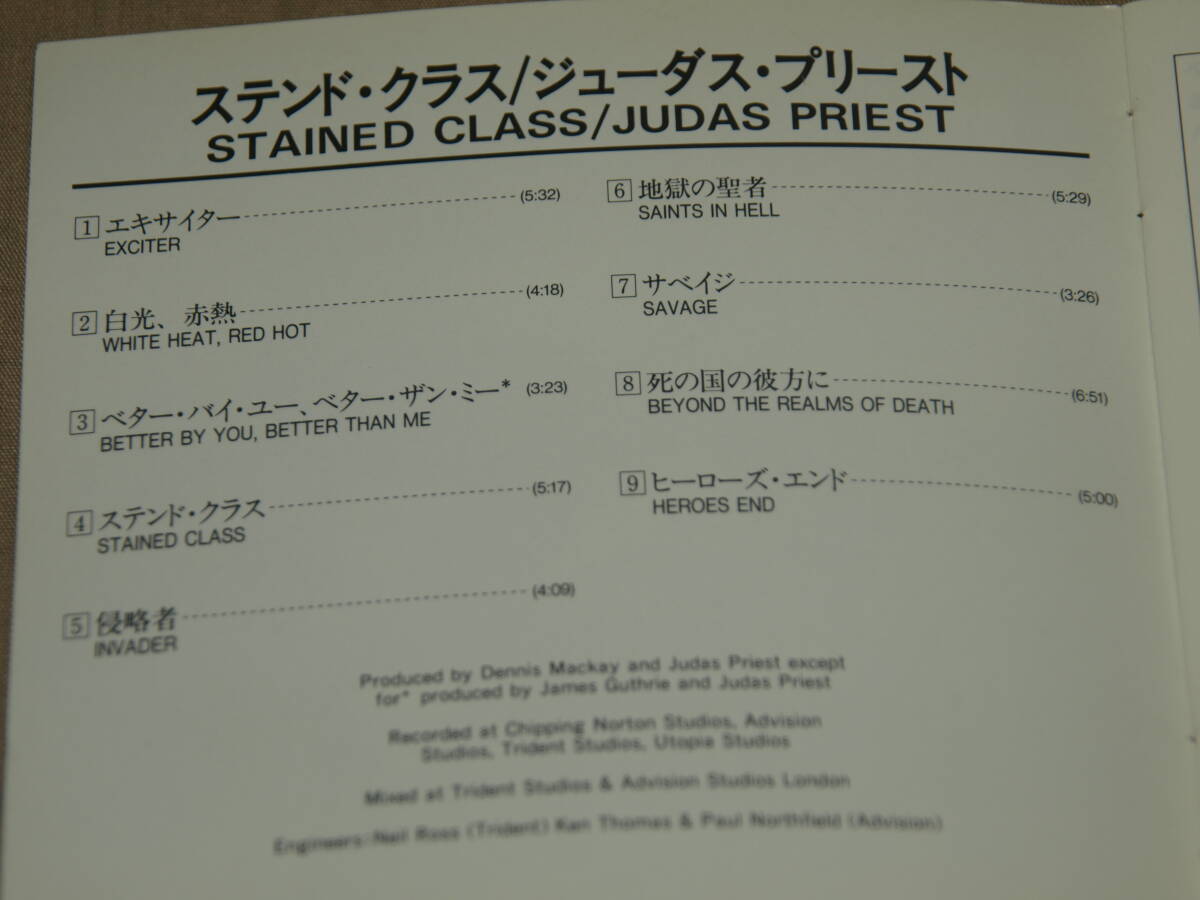 ステンド・クラス/ジューダス・プリースト
STAINED CLASS/JUDAS PRIEST
1 エキサイター (5:32)
EXCITER
2 白光、赤熱 (4:18)
WHITE HEAT, RED HOT
3 ベター・バイ・ユー、ベター・ザン・ミー* (3:23)
BETTER BY YOU, BETTER THAN ME
4 ステンド・クラス (5:17)
STAINED CLASS
5 侵略者 (4:09)
INVADER
6 地獄の聖者 (5:29)
SAINTS IN HELL
7 サベイジ (3:26)
SAVAGE
8 死の国の彼方に (6:51)
BEYOND THE REALMS OF DEATH
9 ヒーローズ・エンド (5:00)
HEROES END
Produced by Dennis Mackay and Judas Priest except
for* produced by James Guthrie and Judas Priest
Recorded at Chipping Norton Studios, Advision
Studios, Trident Studios, Utopia Studios
Mixed at Trident Studios & Advision Studios London
Engineers:Neil Ross (Trident) Ken Thomas & Paul Northfield (Advision)